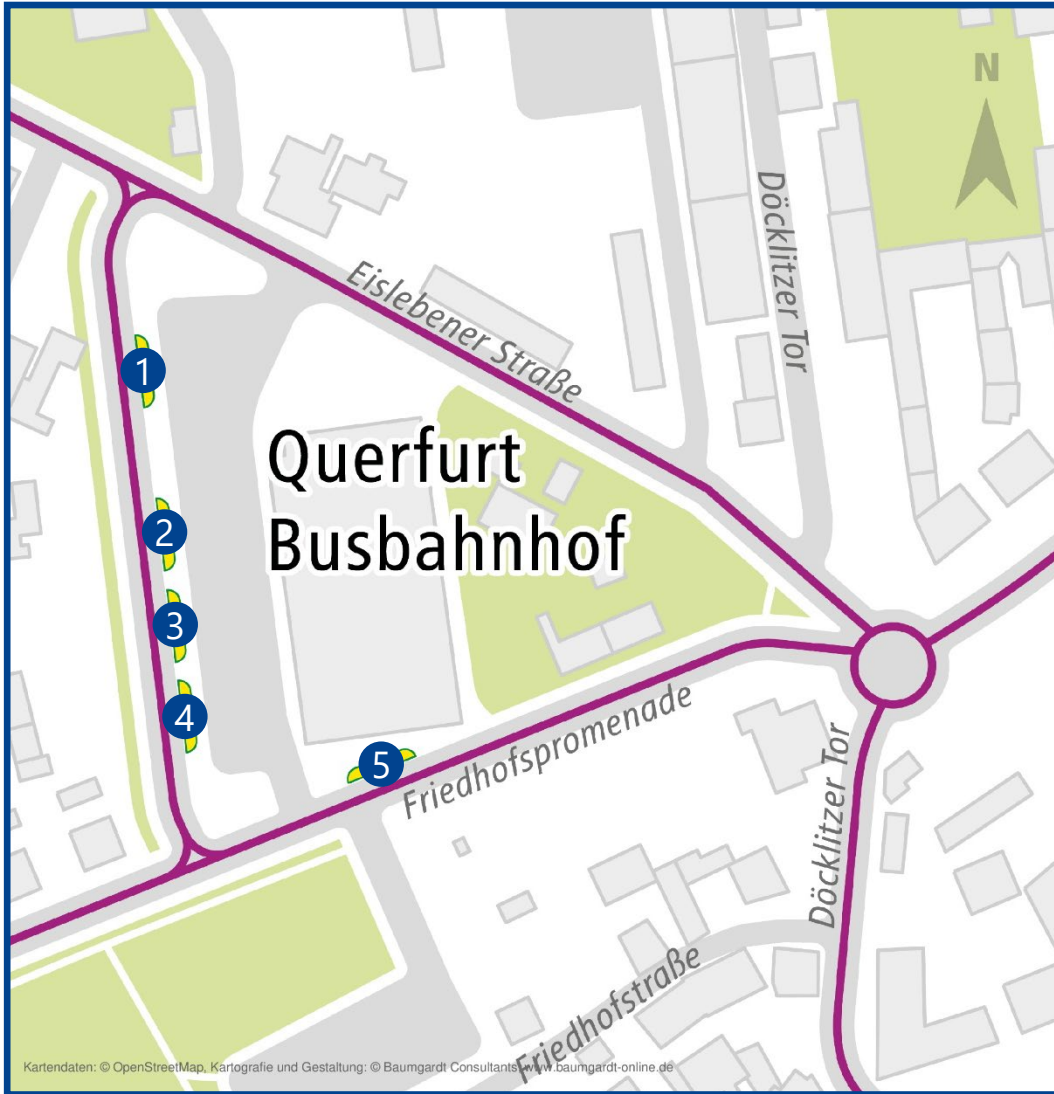 N
Döcklitzer Tor
Eislebener Straße
1
Querfurt
Busbahnhof
2
3
4
5
Friedhofspromenade
Döcklitzer Tor
Friedhofstraße
Kartendaten: © OpenStreetMap, Kartografie und Gestaltung: © Baumgardt Consultants, www.baumgardt-online.de